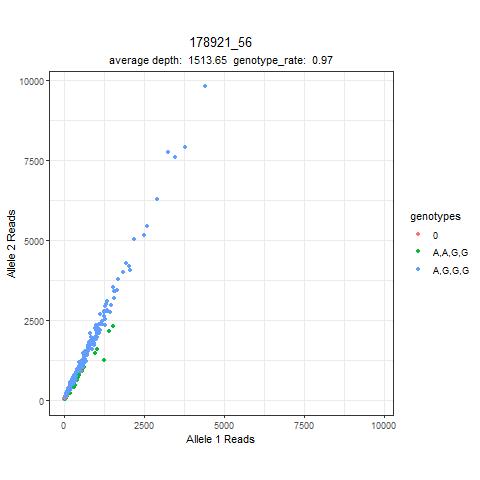 178921_56
average depth:  1513.65  genotype_rate:  0.97
10000
7500
5000
2500
0
0
2500
5000
7500
10000
Allele 1 Reads
Allele 2 Reads
genotypes
0
A,A,G,G
A,G,G,G